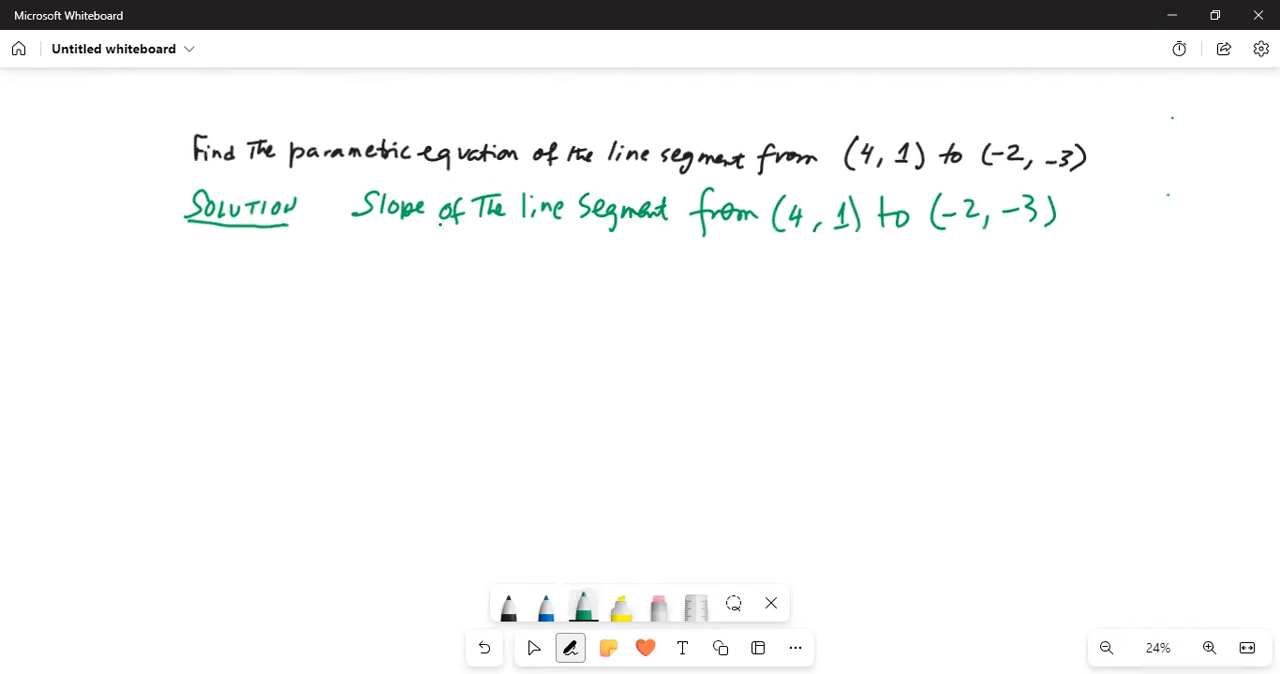 Microsoft Whiteboard
Untitled whiteboard
Find The parametric equation of the line segment from (4, 1) to (-2, -3)
SOLUTION Slope of The line Segment from (4, 1) to (-2, -3)
24%